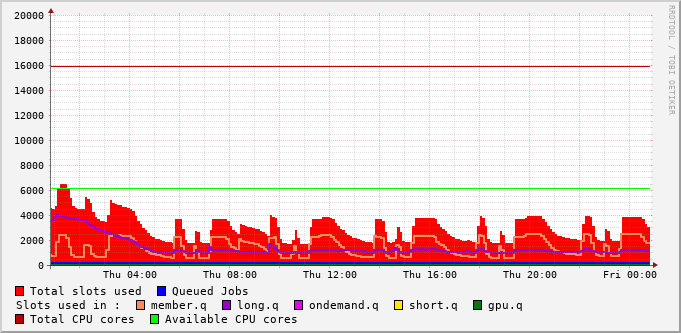 20000
18000
16000
14000
12000
10000
8000
6000
4000
2000
0
Thu 04:00 Thu 08:00 Thu 12:00 Thu 16:00 Thu 20:00 Fri 00:00
Total slots used Queued Jobs
Slots used in : member.q long.q ondemand.q short.q gpu.q
Total CPU cores Available CPU cores
RRDTOOL / TOBI OETIKER